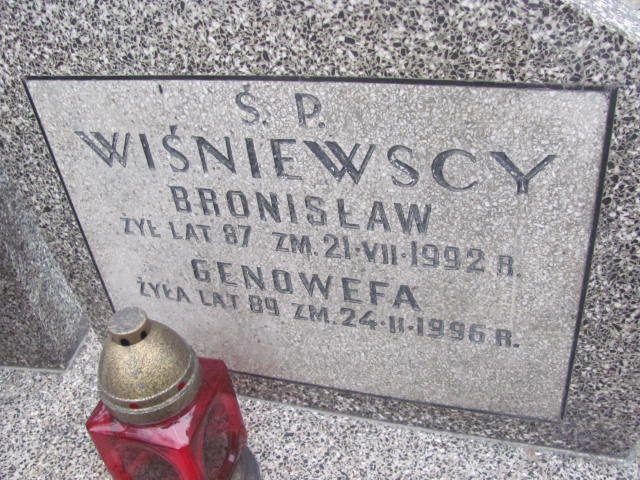 Ś. P.
WIŚNIEWSCY
BRONISŁAW
ŻYŁ LAT 87 ZM. 21·VII·1992 R.
GENOWEFA
ŻYŁA LAT 89 ZM. 24·II·1996 R.